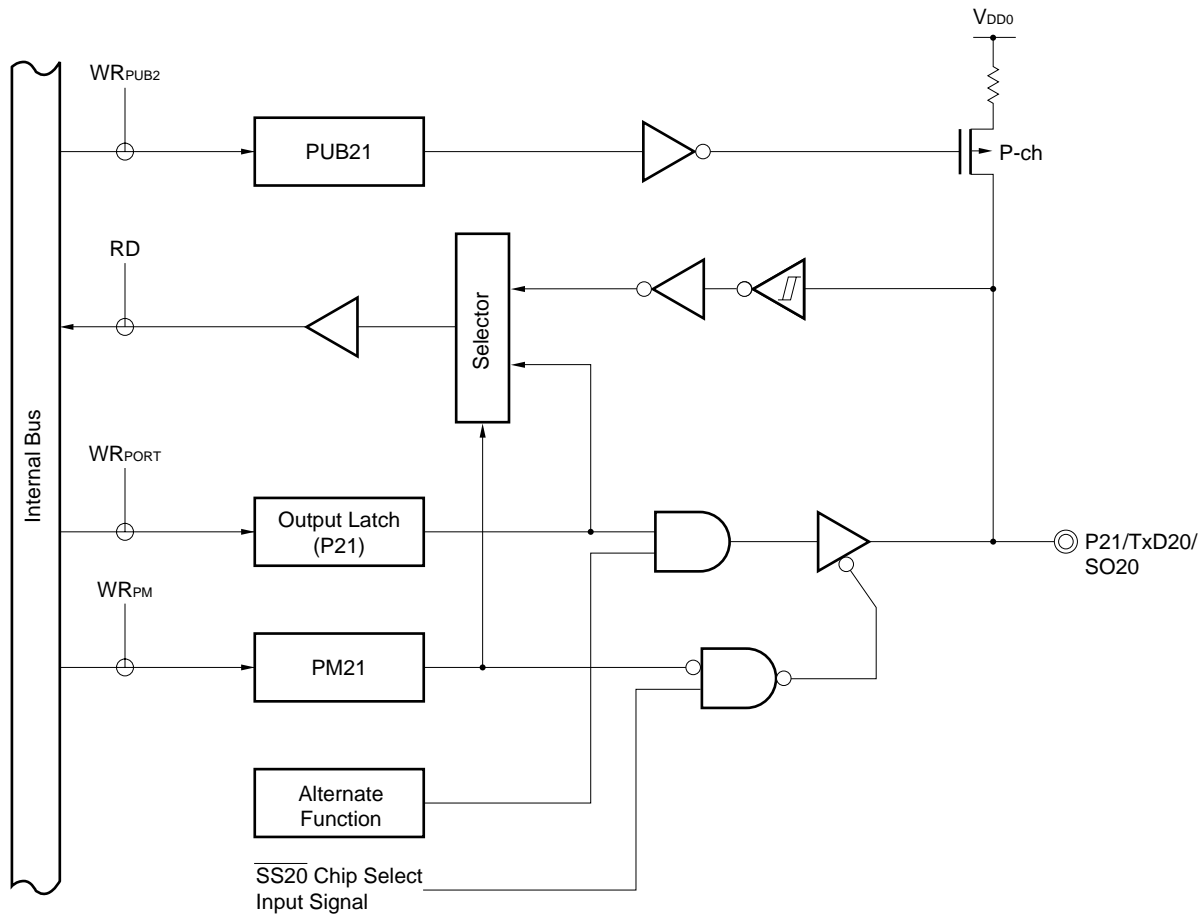 VDD0
WRPUB2
PUB21
P-ch
RD
Selector
Internal Bus
WRPORT
Output Latch
(P21)
P21/TxD20/
SO20
WRPM
PM21
Alternate
Function
SS20 Chip Select
Input Signal